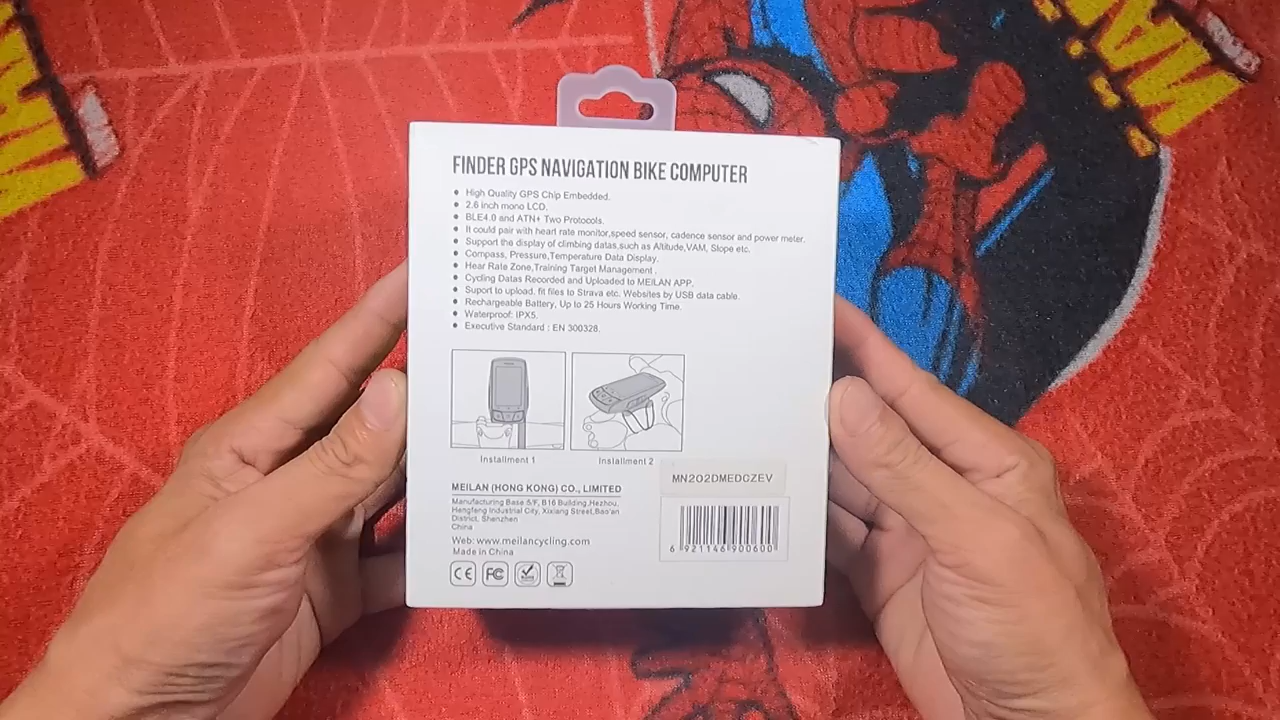 FINDER GPS NAVIGATION BIKE COMPUTER
High Quality GPS Chip Embedded.
2.6 inch mono LCD.
BLE4.0 and ATN+ Two Protocols.
It could pair with heart rate monitor,speed sensor, cadence sensor and power meter.
Support the display of climbing datas,such as Altitude,VAM, Slope etc.
Compass, Pressure,Temperature Data Display.
Hear Rate Zone,Training Target Management .
Cycling Datas Recorded and Uploaded to MEILAN APP.
Suport to upload. fit files to Strava etc. Websites by USB data cable.
Rechargeable Battery, Up to 25 Hours Working Time.
Waterproof: IPX5.
Executive Standard : EN 300328.
Installment 1
Installment 2
MEILAN (HONG KONG) CO., LIMITED
Manufacturing Base 5/F, B16 Building,Hezhou,
Hengfeng Industrial City, Xixiang Street,Bao'an
District, Shenzhen
China
Web: www.meilancycling.com
Made in China
CE FC
MN202DMEDCZEV
6 921146 900600